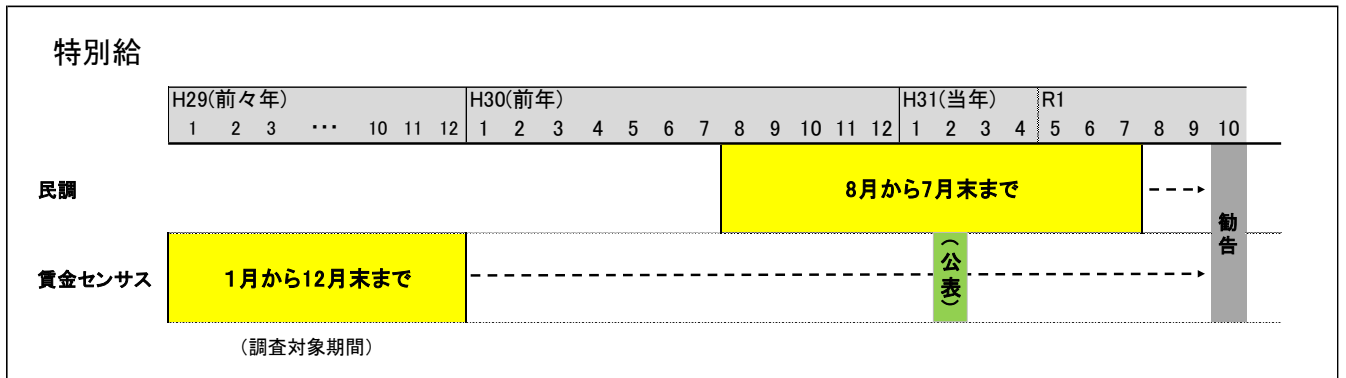 特別給
H29(前々年) H30(前年) H31(当年) R1
1 2 3 ・・・ 10 11 12 1 2 3 4 5 6 7 8 9 10 11 12 1 2 3 4 5 6 7 8 9 10
民調 8月から7月末まで
勧告
賃金センサス 1月から12月末まで (公表)
(調査対象期間)